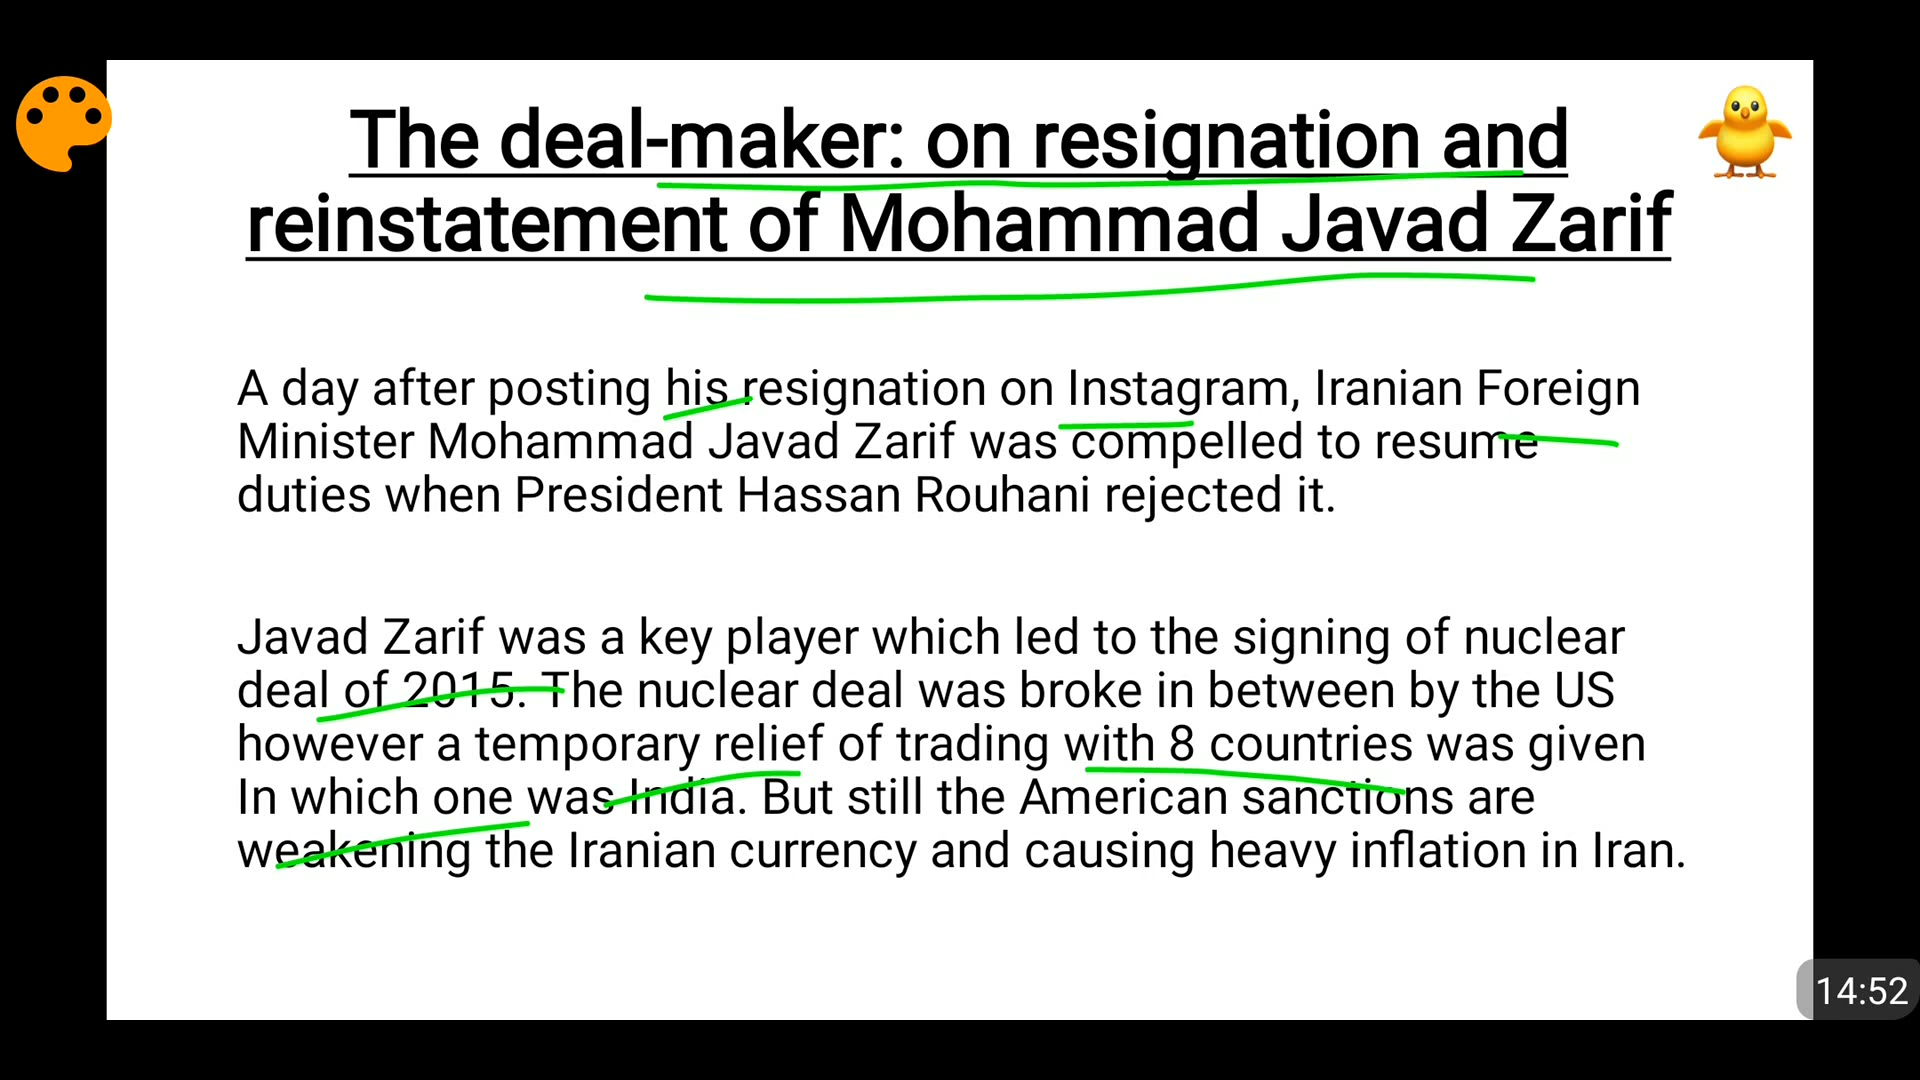 The deal-maker: on resignation and
reinstatement of Mohammad Javad Zarif
A day after posting his resignation on Instagram, Iranian Foreign
Minister Mohammad Javad Zarif was compelled to resume
duties when President Hassan Rouhani rejected it.
Javad Zarif was a key player which led to the signing of nuclear
deal of 2015. The nuclear deal was broke in between by the US
however a temporary relief of trading with 8 countries was given
In which one was India. But still the American sanctions are
weakening the Iranian currency and causing heavy inflation in Iran.
14:52